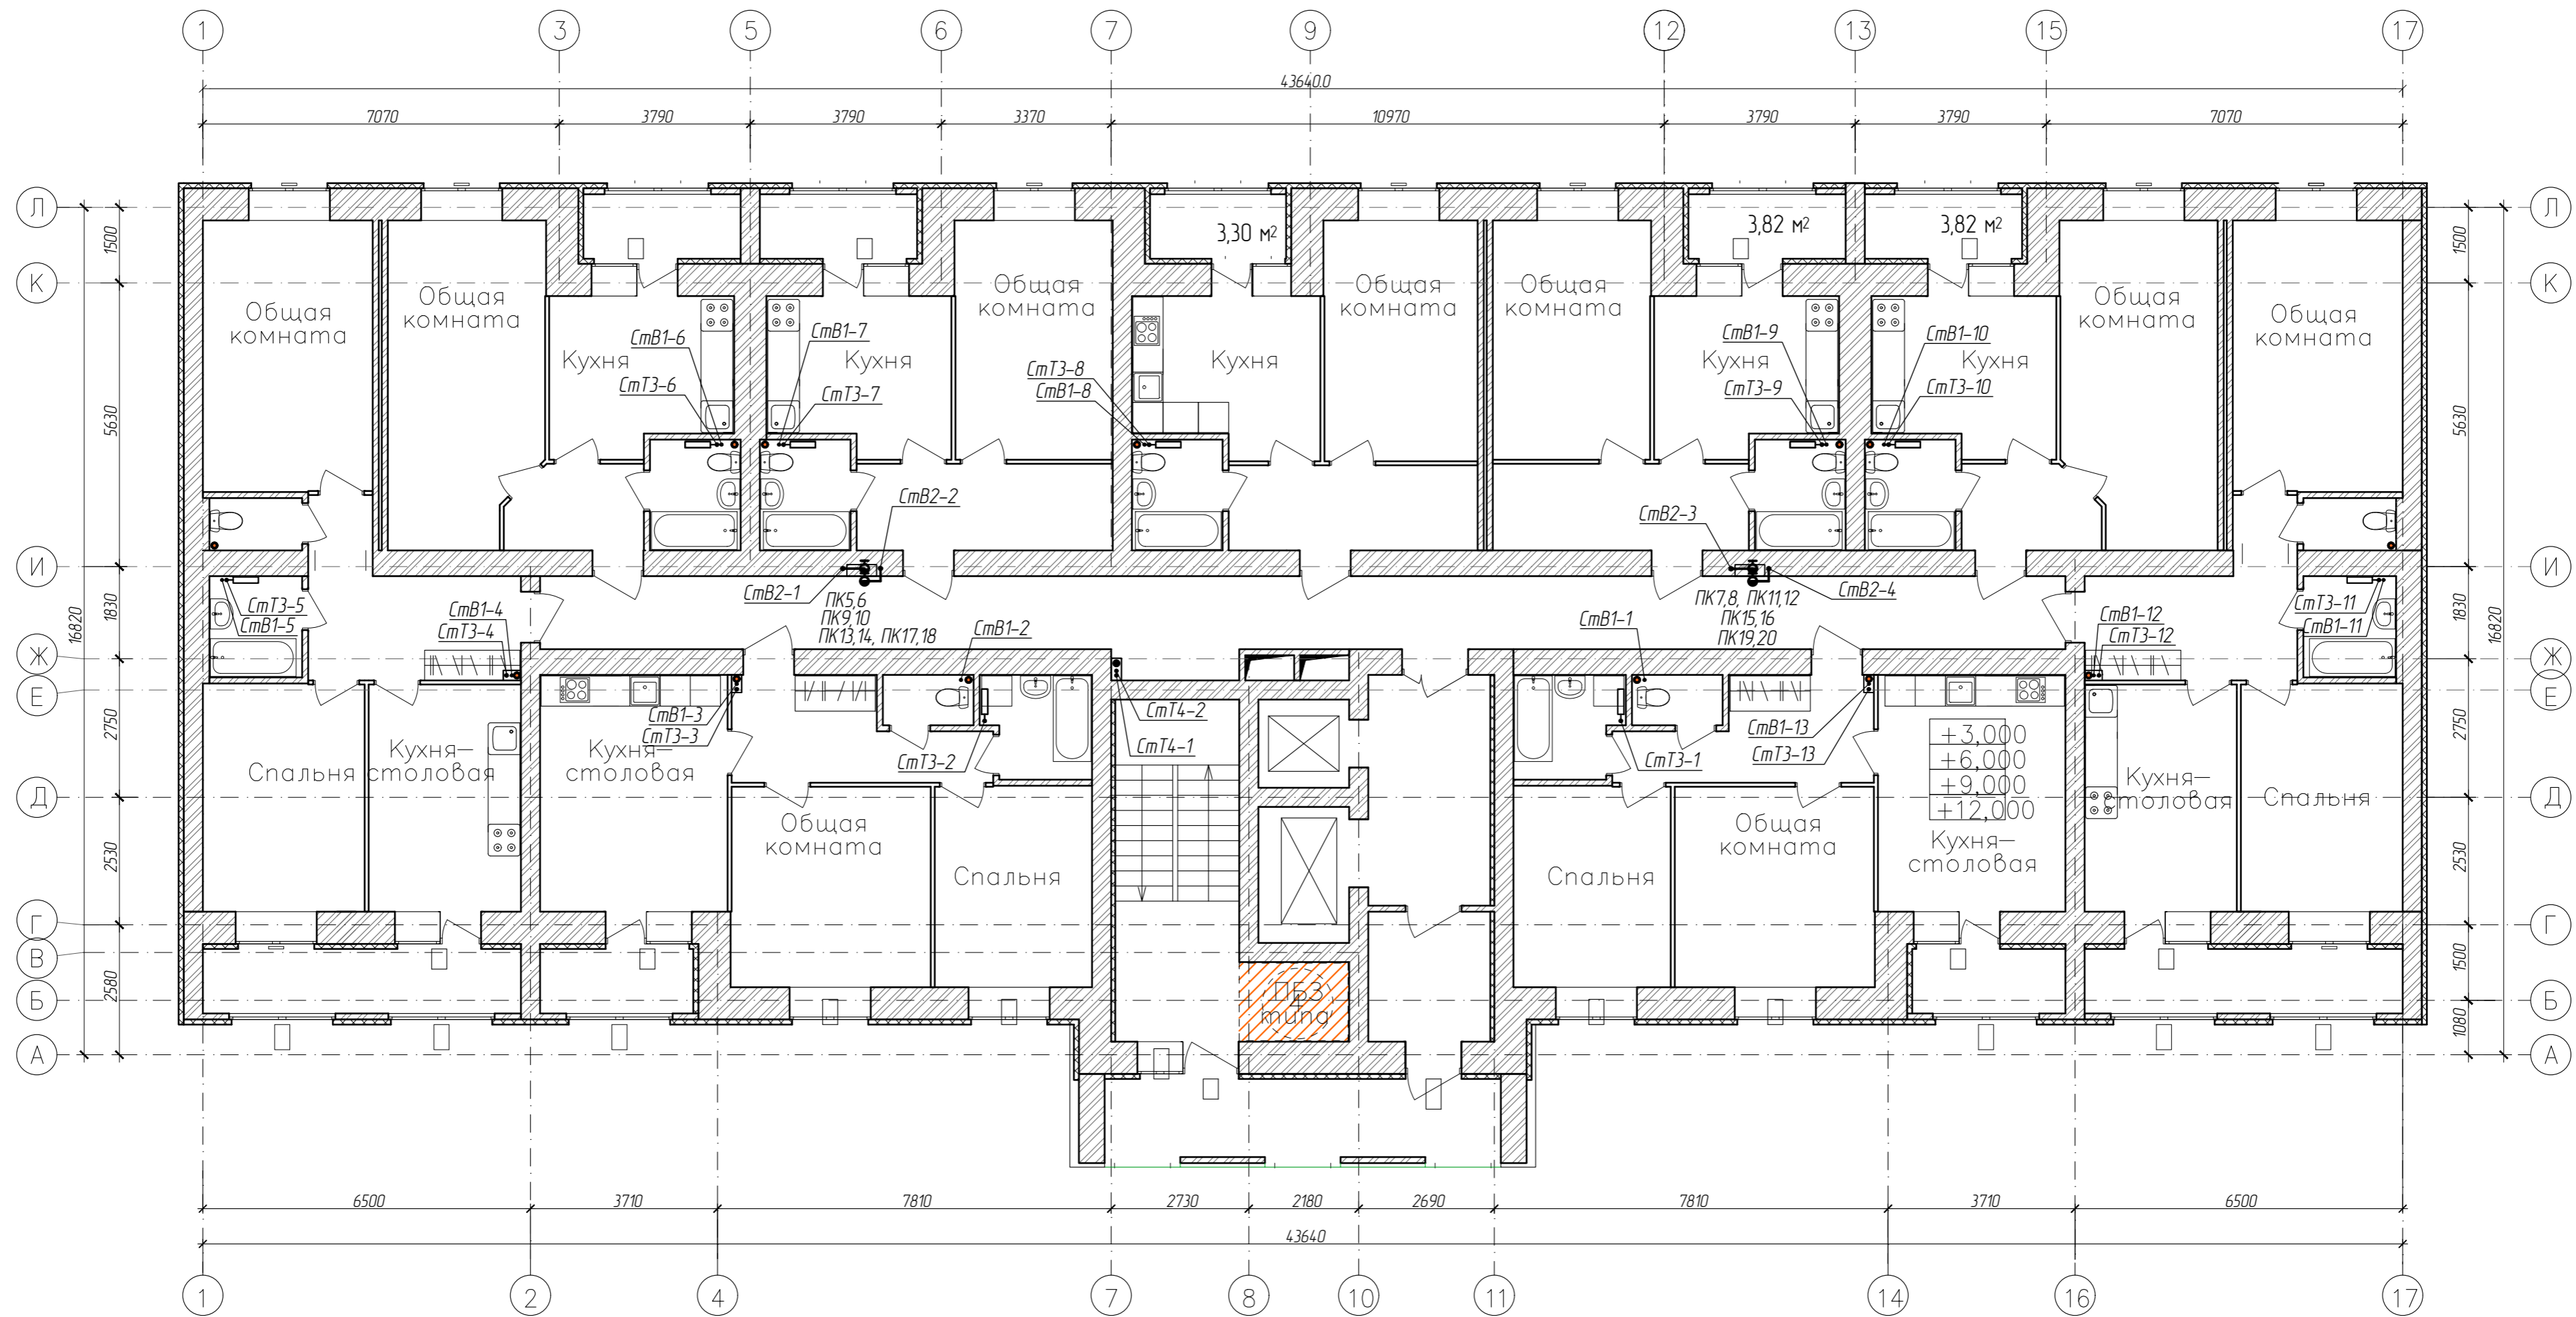 1 3 5 6 7 9 12 13 15 17
43640.0
7070 3790 3790 3370 10970 3790 3790 7070
Л Л
3,30 м2 3,82 м2 3,82 м2
1500 1500
К К
Общая
комната
Общая
комната
Общая
комната
Общая
комната
Общая
комната
Общая
комната
Общая
комната
Кухня
Кухня
Кухня
Кухня
Кухня
СтВ1-6
СтТ3-6
СтВ1-7
СтТ3-7
СтТ3-8
СтВ1-8
СтВ1-9
СтТ3-9
СтВ1-10
СтТ3-10
5630 5630
СтВ2-2
СтВ2-3
И И
СтВ2-1
СтВ2-4
ПК5,6
ПК9,10
ПК13,14, ПК17,18
ПК7,8, ПК11,12
ПК15,16
ПК19,20
16820 1830 1830 16820
СтТ3-5
СтВ1-5
СтВ1-4
СтТ3-4
СтВ1-2
СтВ1-1
СтВ1-12
СтТ3-12
СтТ3-11
СтВ1-11
Ж Ж
Е Е
СтВ1-3
СтТ3-3
СтТ3-2
СтТ4-2
СтТ4-1
СтТ3-1
СтВ1-13
СтТ3-13
2750 2750
+3,000
+6,000
+9,000
+12,000
Спальня
Кухня-
столовая
Кухня-
столовая
Общая
комната
Спальня
Спальня
Общая
комната
Кухня-
столовая
Кухня-
столовая
Спальня
Д Д
2530 2530
Г Г
В
2580 1500
Б Б
ПБЗ
1
тип
1080
А А
6500 3710 7810 2730 2180 2690 7810 3710 6500
43640
1 2 4 7 8 10 11 14 16 17